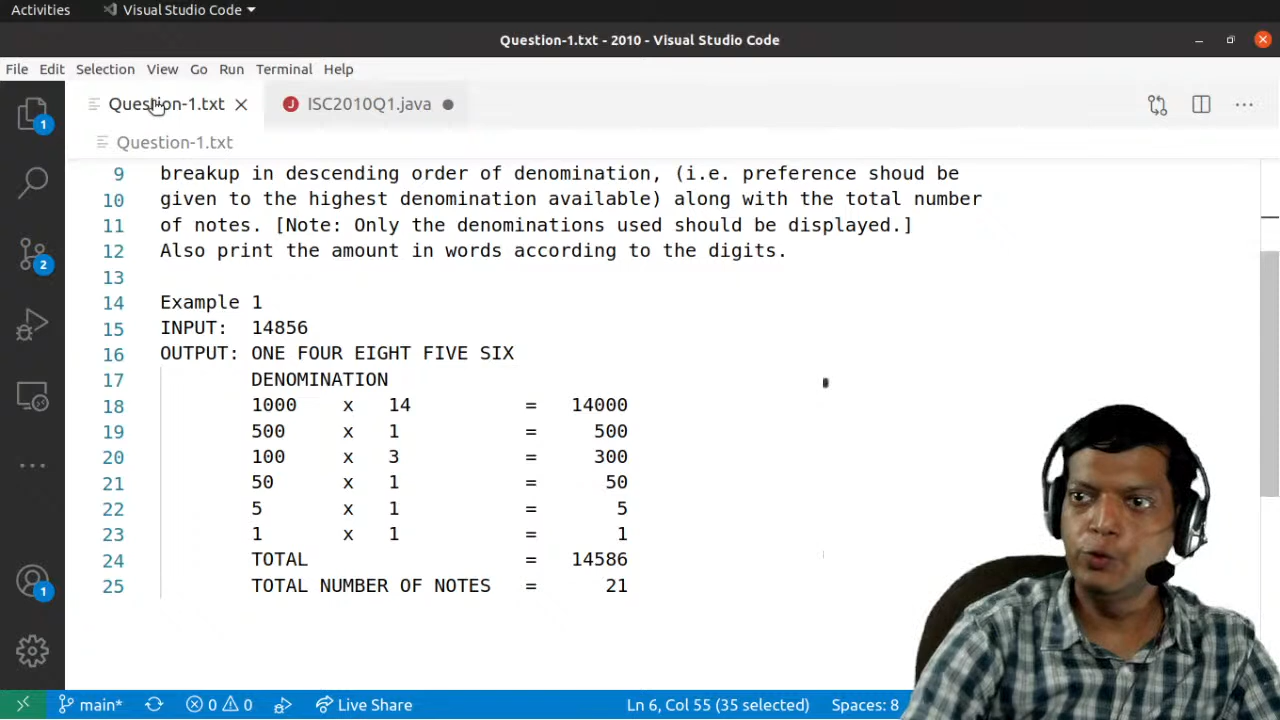 Activities Visual Studio Code
Question-1.txt - 2010 - Visual Studio Code
File Edit Selection View Go Run Terminal Help
Question-1.txt ISC2010Q1.java
Question-1.txt
9 breakup in descending order of denomination, (i.e. preference shoud be
10 given to the highest denomination available) along with the total number
11 of notes. [Note: Only the denominations used should be displayed.]
12 Also print the amount in words according to the digits.
13
14 Example 1
15 INPUT: 14856
16 OUTPUT: ONE FOUR EIGHT FIVE SIX
17 DENOMINATION
18 1000 x 14 = 14000
19 500 x 1 = 500
20 100 x 3 = 300
21 50 x 1 = 50
22 5 x 1 = 5
23 1 x 1 = 1
24 TOTAL = 14586
25 TOTAL NUMBER OF NOTES = 21
1
2
1
main* 0 0 Live Share Ln 6, Col 55 (35 selected) Spaces: 8